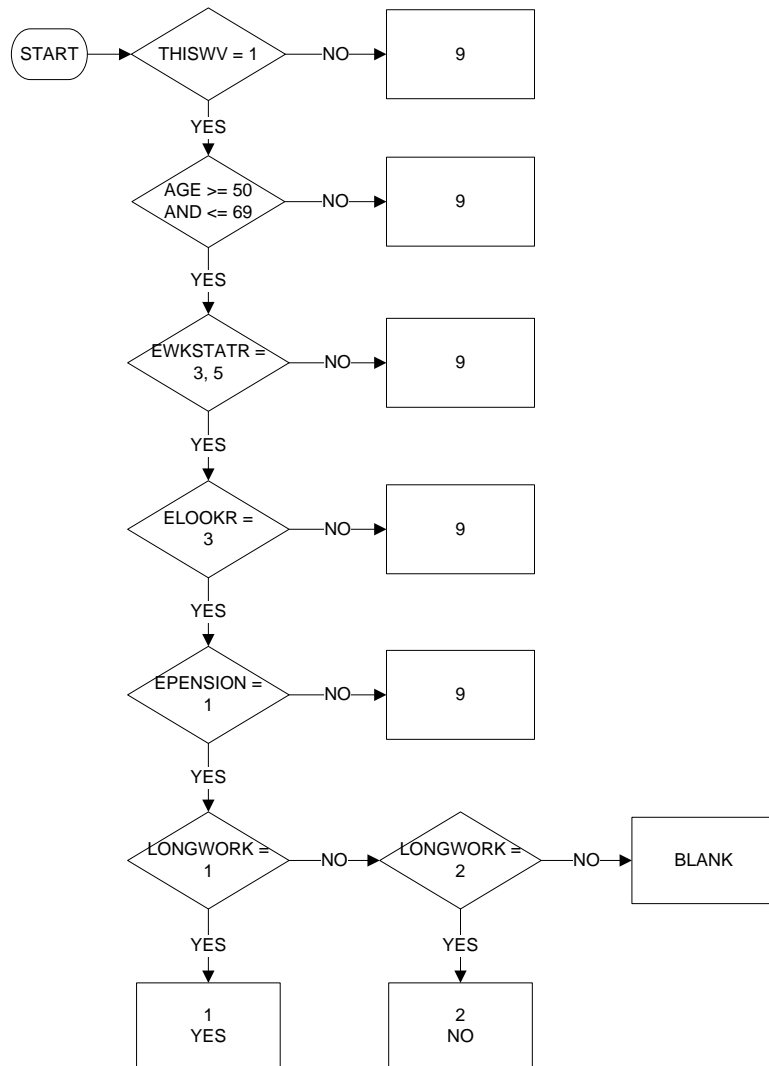 START
THISWV = 1
NO
9
YES
AGE >= 50
AND <= 69
NO
9
YES
EWKSTATR =
3, 5
NO
9
YES
ELOOKR =
3
NO
9
YES
EPENSION =
1
NO
9
YES
LONGWORK =
1
NO
LONGWORK =
2
NO
BLANK
YES
YES
1
YES
2
NO